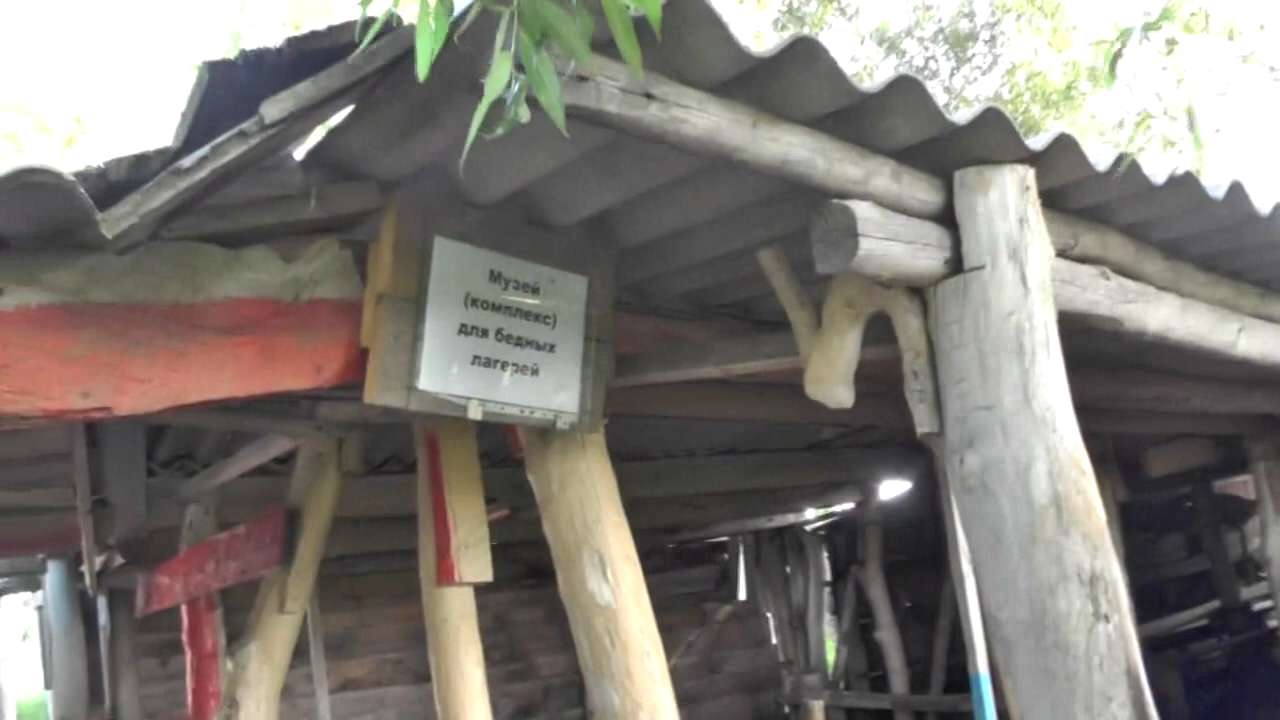 Музей
(комплекс)
для бедных
лагерей